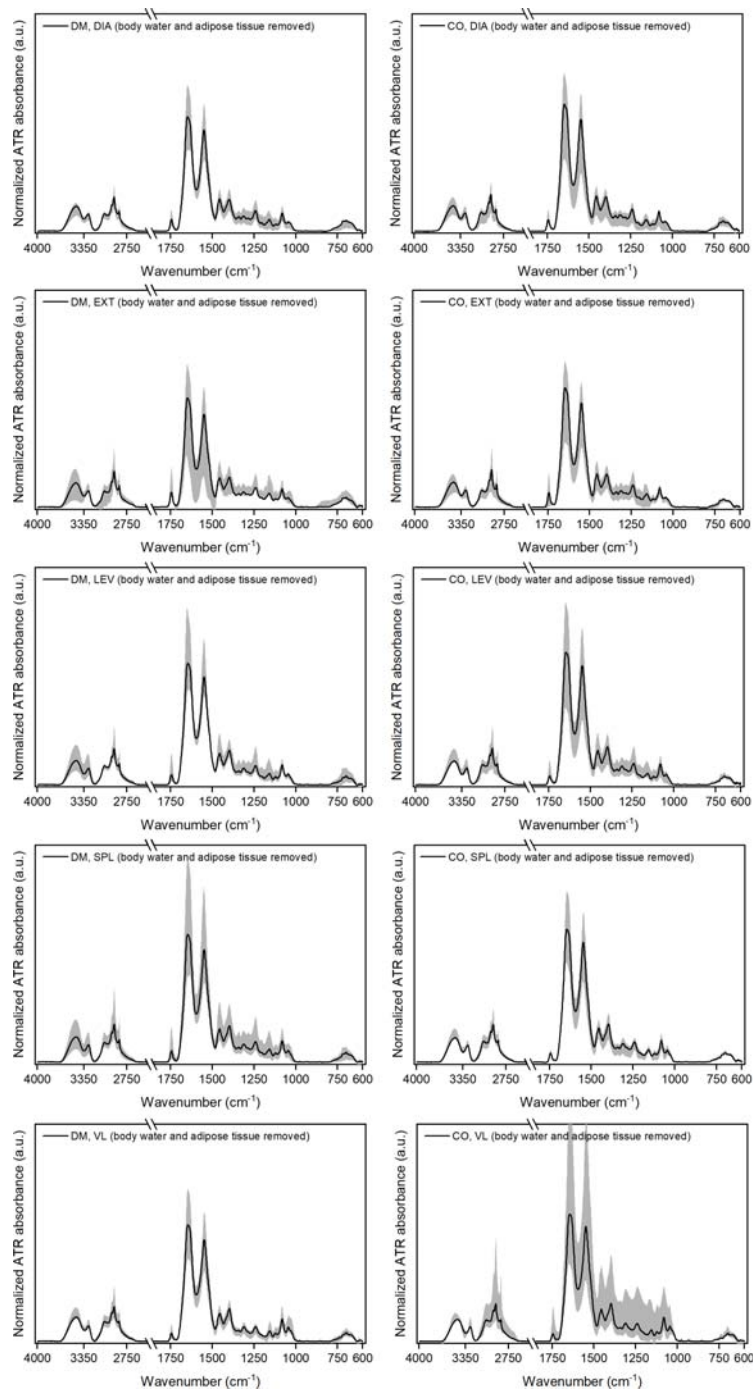 DM, DIA (body water and adipose tissue removed)
Normalized ATR absorbance (a.u.)
4000 3350 2750 1750 1500 1250 1000 750 600
Wavenumber (cm⁻¹)
CO, DIA (body water and adipose tissue removed)
Normalized ATR absorbance (a.u.)
4000 3350 2750 1750 1500 1250 1000 750 600
Wavenumber (cm⁻¹)
DM, EXT (body water and adipose tissue removed)
Normalized ATR absorbance (a.u.)
4000 3350 2750 1750 1500 1250 1000 750 600
Wavenumber (cm⁻¹)
CO, EXT (body water and adipose tissue removed)
Normalized ATR absorbance (a.u.)
4000 3350 2750 1750 1500 1250 1000 750 600
Wavenumber (cm⁻¹)
DM, LEV (body water and adipose tissue removed)
Normalized ATR absorbance (a.u.)
4000 3350 2750 1750 1500 1250 1000 750 600
Wavenumber (cm⁻¹)
CO, LEV (body water and adipose tissue removed)
Normalized ATR absorbance (a.u.)
4000 3350 2750 1750 1500 1250 1000 750 600
Wavenumber (cm⁻¹)
DM, SPL (body water and adipose tissue removed)
Normalized ATR absorbance (a.u.)
4000 3350 2750 1750 1500 1250 1000 750 600
Wavenumber (cm⁻¹)
CO, SPL (body water and adipose tissue removed)
Normalized ATR absorbance (a.u.)
4000 3350 2750 1750 1500 1250 1000 750 600
Wavenumber (cm⁻¹)
DM, VL (body water and adipose tissue removed)
Normalized ATR absorbance (a.u.)
4000 3350 2750 1750 1500 1250 1000 750 600
Wavenumber (cm⁻¹)
CO, VL (body water and adipose tissue removed)
Normalized ATR absorbance (a.u.)
4000 3350 2750 1750 1500 1250 1000 750 600
Wavenumber (cm⁻¹)